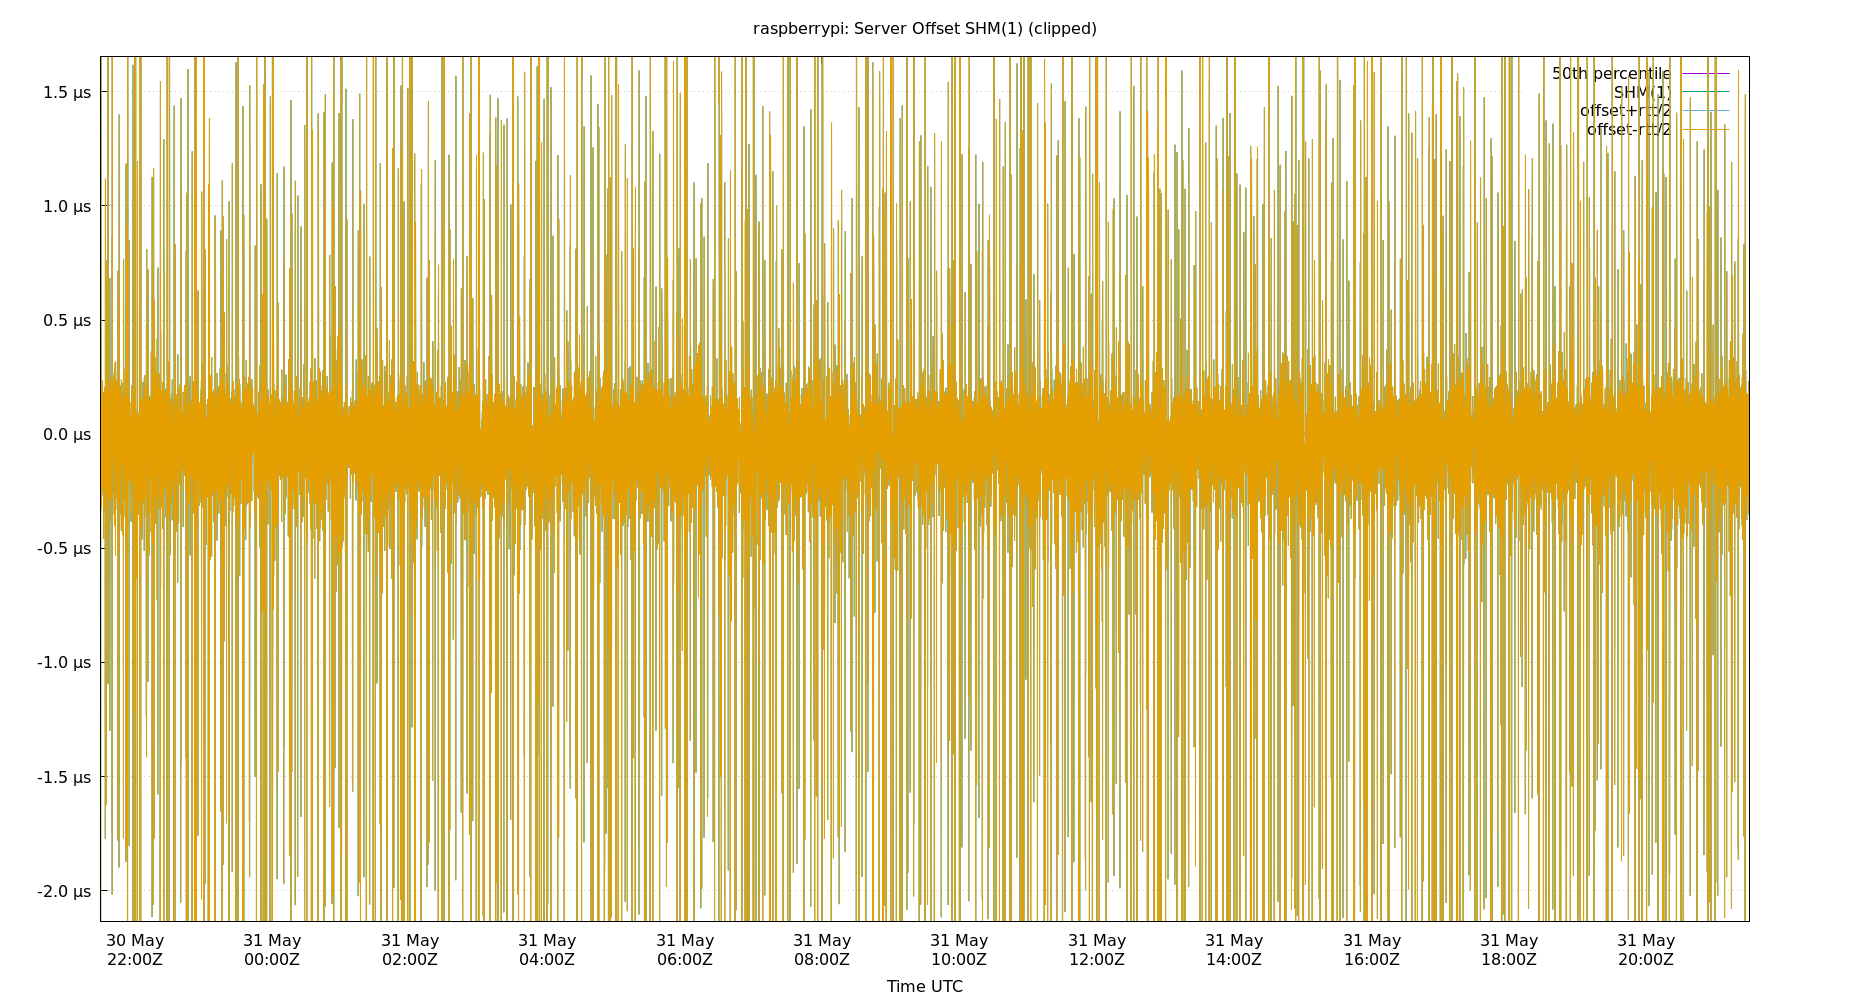 raspberrypi: Server Offset SHM(1) (clipped)
50th percentile
SHM(1)
offset+rtt/2
offset-rtt/2
1.5 µs
1.0 µs
0.5 µs
0.0 µs
-0.5 µs
-1.0 µs
-1.5 µs
-2.0 µs
30 May 31 May 31 May 31 May 31 May 31 May 31 May 31 May 31 May 31 May 31 May 31 May
22:00Z 00:00Z 02:00Z 04:00Z 06:00Z 08:00Z 10:00Z 12:00Z 14:00Z 16:00Z 18:00Z 20:00Z
Time UTC